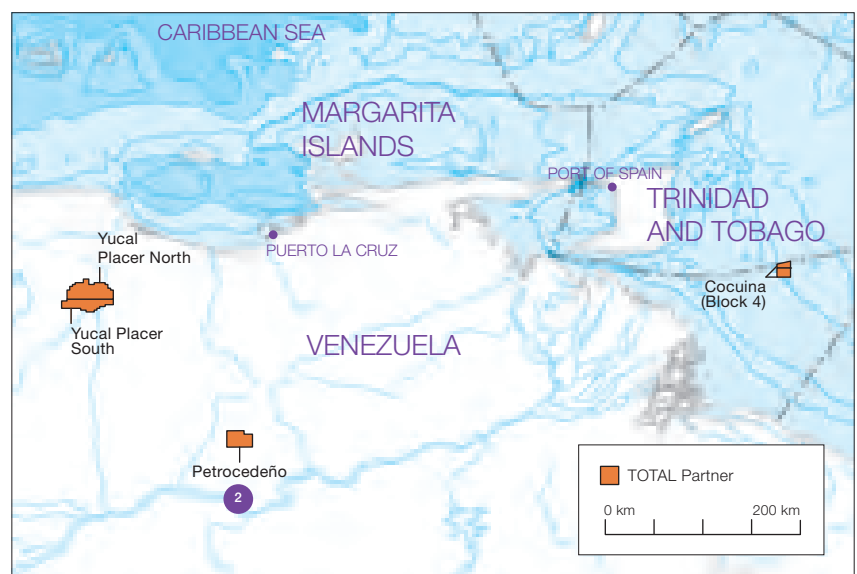 CARIBBEAN SEA
MARGARITA
ISLANDS
PORT OF SPAIN
TRINIDAD
AND TOBAGO
PUERTO LA CRUZ
Yucal
Placer North
Yucal Placer
South
Cocuina
(Block 4)
VENEZUELA
Petrocedeño
2
TOTAL Partner
0 km
200 km